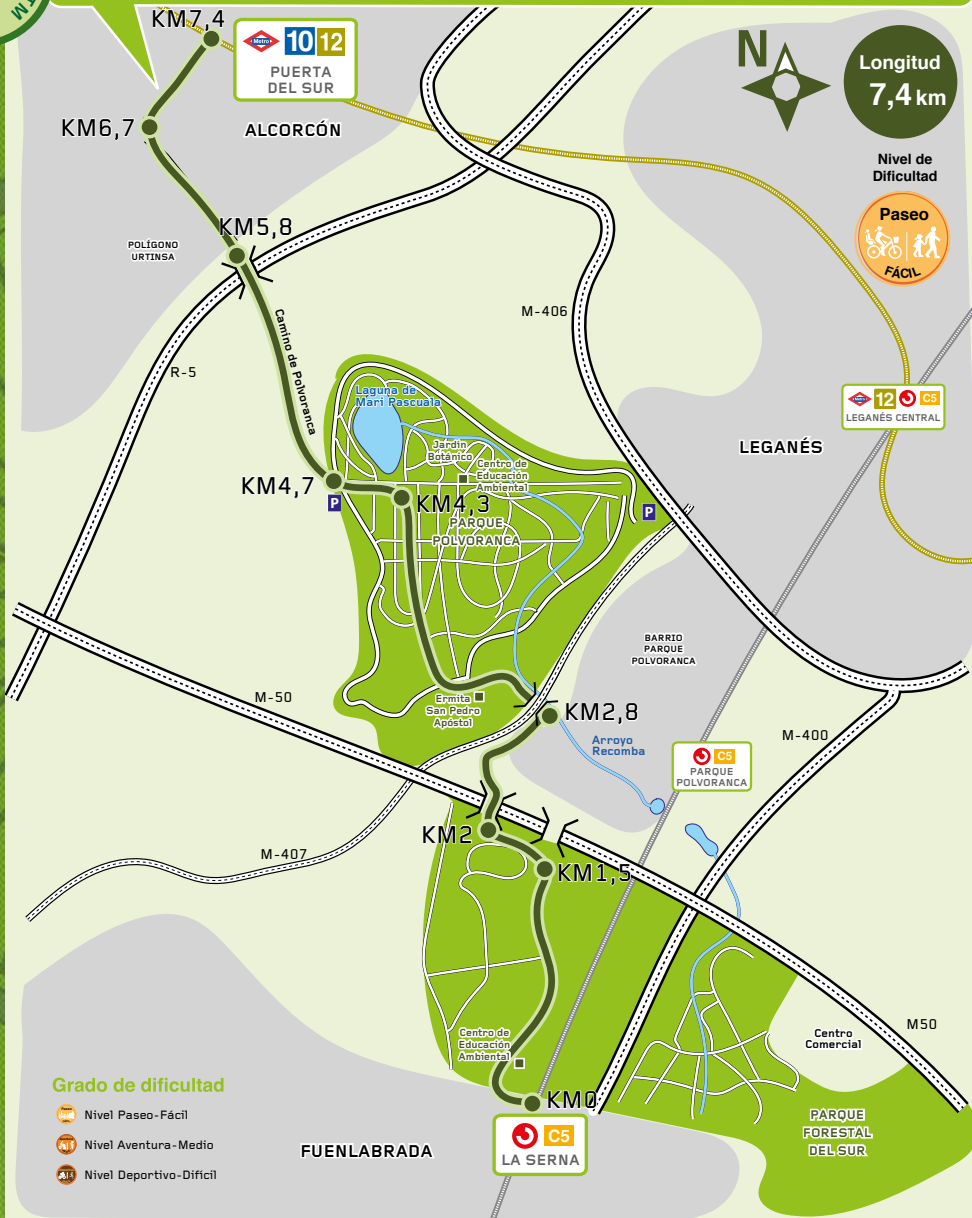 TM
KM7,4
Metro
10 12
PUERTA
DEL SUR
N
Longitud
7,4 km
KM6,7
ALCORCÓN
Nivel de
Dificultad
Paseo
FÁCIL
KM5,8
POLÍGONO
URTINSA
M-406
Camino de Polvoranca
R-5
Laguna de
Mari Pascuala
Metro
12
C5
LEGANÉS CENTRAL
Jardín
Botánico
LEGANÉS
Centro de
Educación
Ambiental
KM4,7
KM4,3
P
P
PARQUE
POLVORANCA
BARRIO
PARQUE
POLVORANCA
M-50
Ermita
San Pedro
Apóstol
KM2,8
Arroyo
Recomba
M-400
C5
PARQUE
POLVORANCA
KM2
M-407
KM1,5
M50
Centro de
Educación
Ambiental
Centro
Comercial
Grado de dificultad
Nivel Paseo-Fácil
Nivel Aventura-Medio
Nivel Deportivo-Difícil
KM0
PARQUE
FORESTAL
DEL SUR
C5
LA SERNA
FUENLABRADA